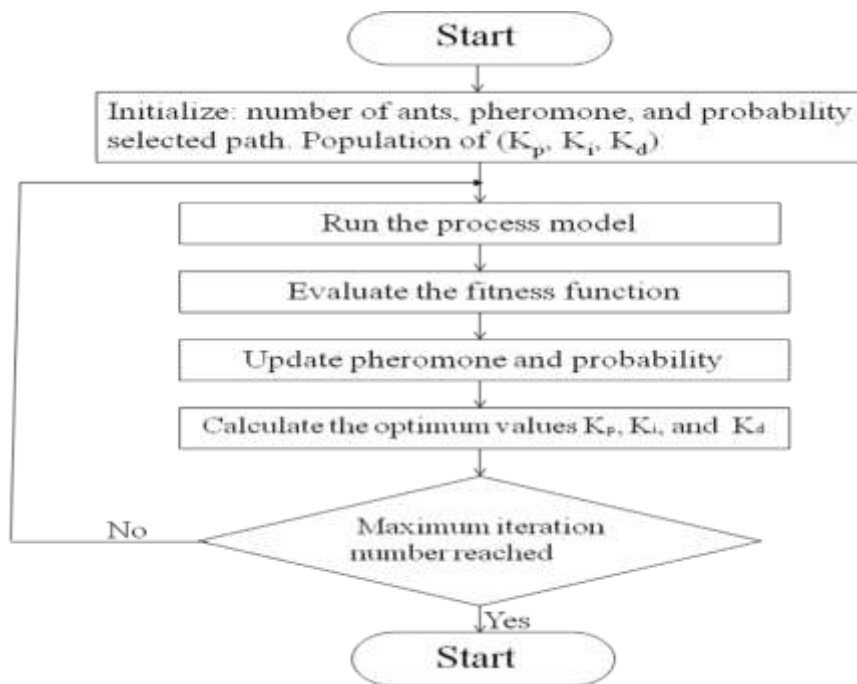 Start
Initialize: number of ants, pheromone, and probability
selected path. Population of (Kp, Ki, Kd)
Run the process model
Evaluate the fitness function
Update pheromone and probability
Calculate the optimum values Kp, Ki, and Kd
No
Maximum iteration
number reached
Yes
Start